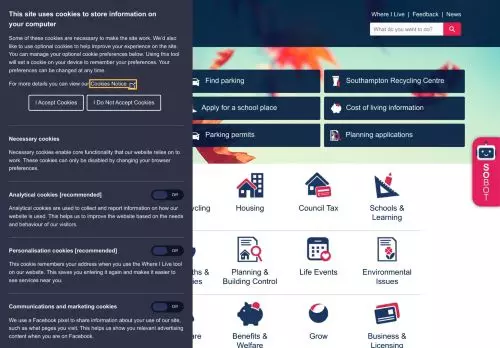 This site uses cookies to store information on
your computer
Some of these cookies are necessary to make the site work. We'd also
like to use optional cookies to help improve your experience on the site.
You can manage your optional cookie preferences below. Using this tool
will set a cookie on your device to remember your preferences. Your
preferences can be changed at any time.
For more details you can view our Cookies Notice
I Accept Cookies
I Do Not Accept Cookies
Necessary cookies
Necessary cookies enable core functionality that our website relies on to
work. These cookies can only be disabled by changing your browser
preferences.
Analytical cookies [recommended]
Off
Analytical cookies are used to collect and report information on how our
website is used. This helps us to improve the website based on the needs
and behaviour of our visitors.
Personalisation cookies [recommended]
Off
This cookie remembers your address when you use the Where I Live tool
on our website. This saves you entering it again and makes it easier to
see services near you.
Communications and marketing cookies
Off
We use a Facebook pixel to share information about your use of our site,
such as what pages you visit. This helps us show you relevant advertising
content when you are on Facebook.
Where I Live | Feedback | News
What do you want to do?
Find parking
Southampton Recycling Centre
Apply for a school place
Cost of living information
Parking permits
Planning applications
SOBOT
cycling
Housing
Council Tax
Schools &
Learning
Planning &
Building Control
Life Events
Environmental
Issues
Benefits &
Welfare
Grow
Business &
Licensing